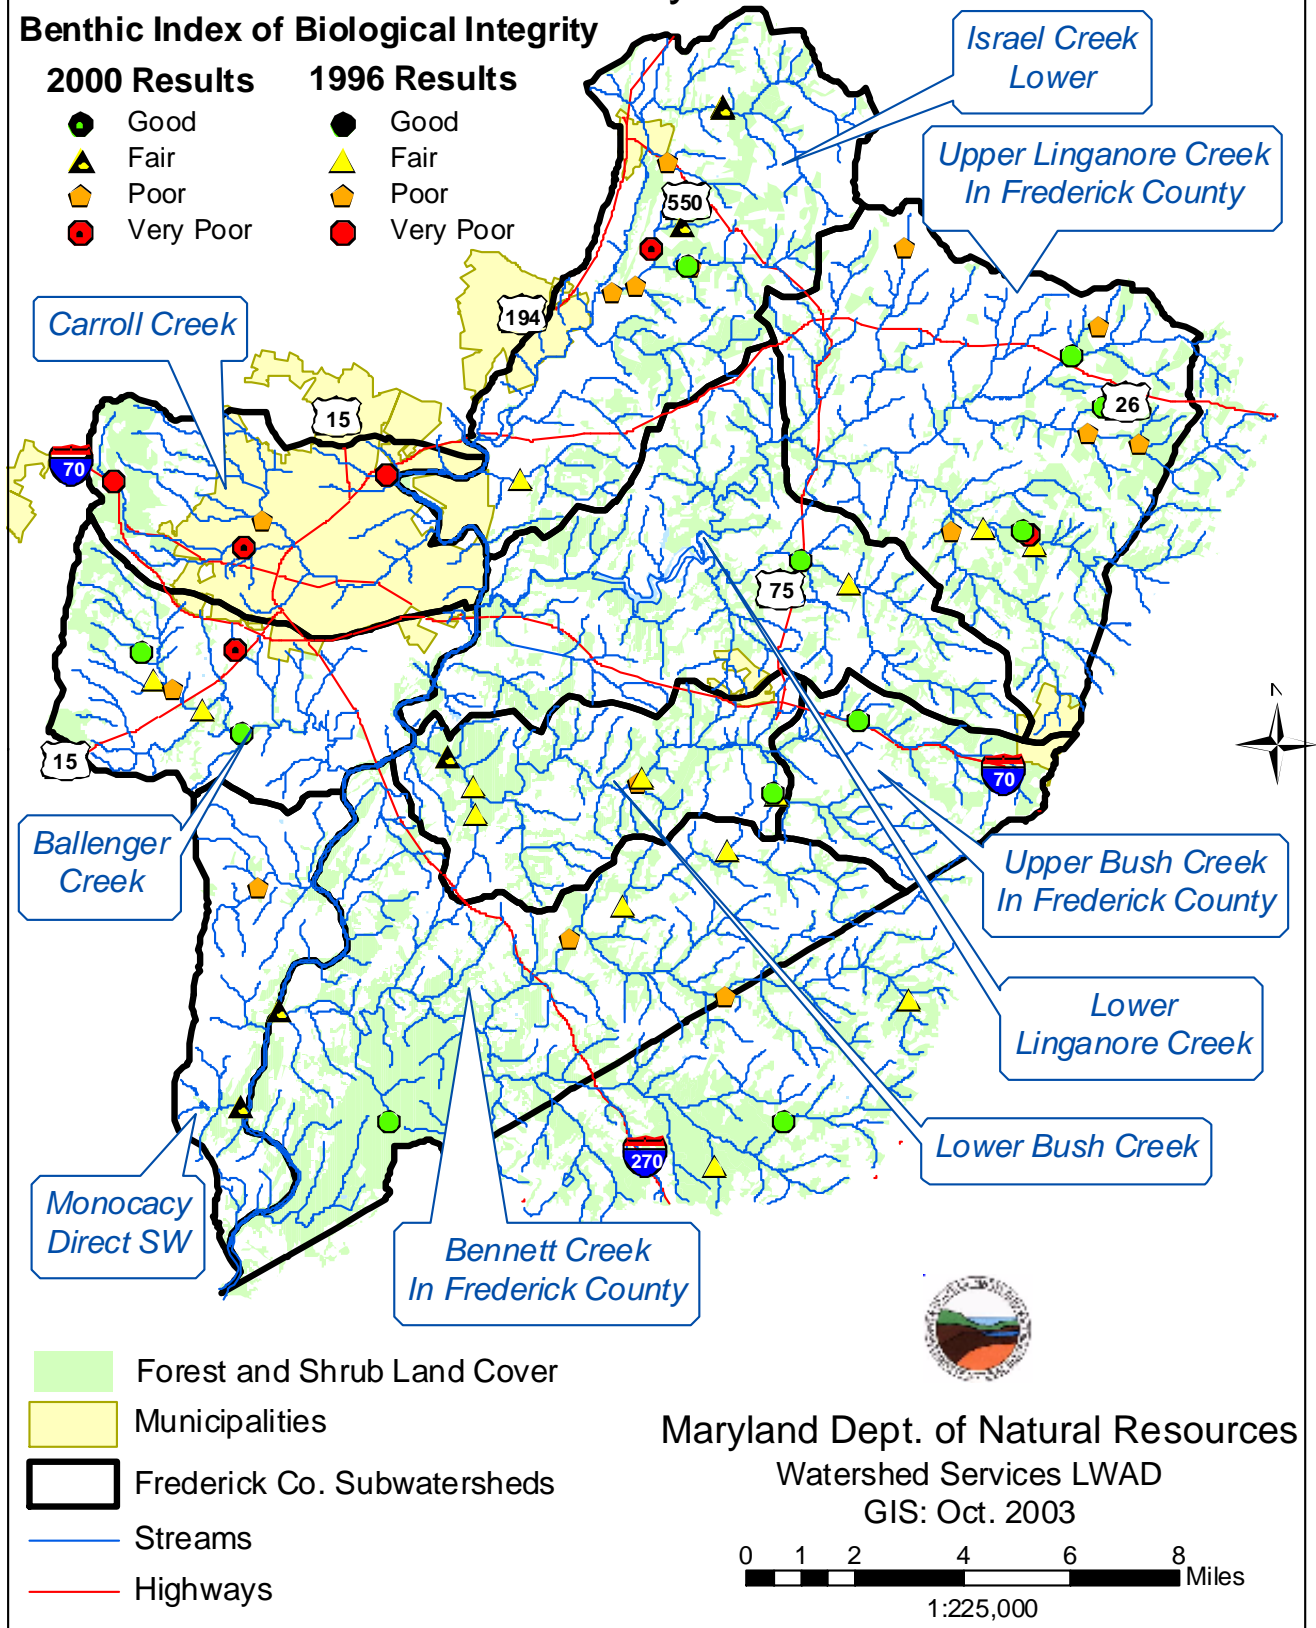 Benthic Index of Biological Integrity
2000 Results
Good
Fair
Poor
Very Poor
1996 Results
Good
Fair
Poor
Very Poor
Israel Creek
Lower
Upper Linganore Creek
In Frederick County
550
194
Carroll Creek
15
26
70
75
15
70
Ballenger
Creek
Upper Bush Creek
In Frederick County
Lower
Linganore Creek
Lower Bush Creek
270
Monocacy
Direct SW
Bennett Creek
In Frederick County
N
Forest and Shrub Land Cover
Municipalities
Frederick Co. Subwatersheds
Streams
Highways
Maryland Dept. of Natural Resources
Watershed Services LWAD
GIS: Oct. 2003
0 1 2 4 6 8
Miles
1:225,000